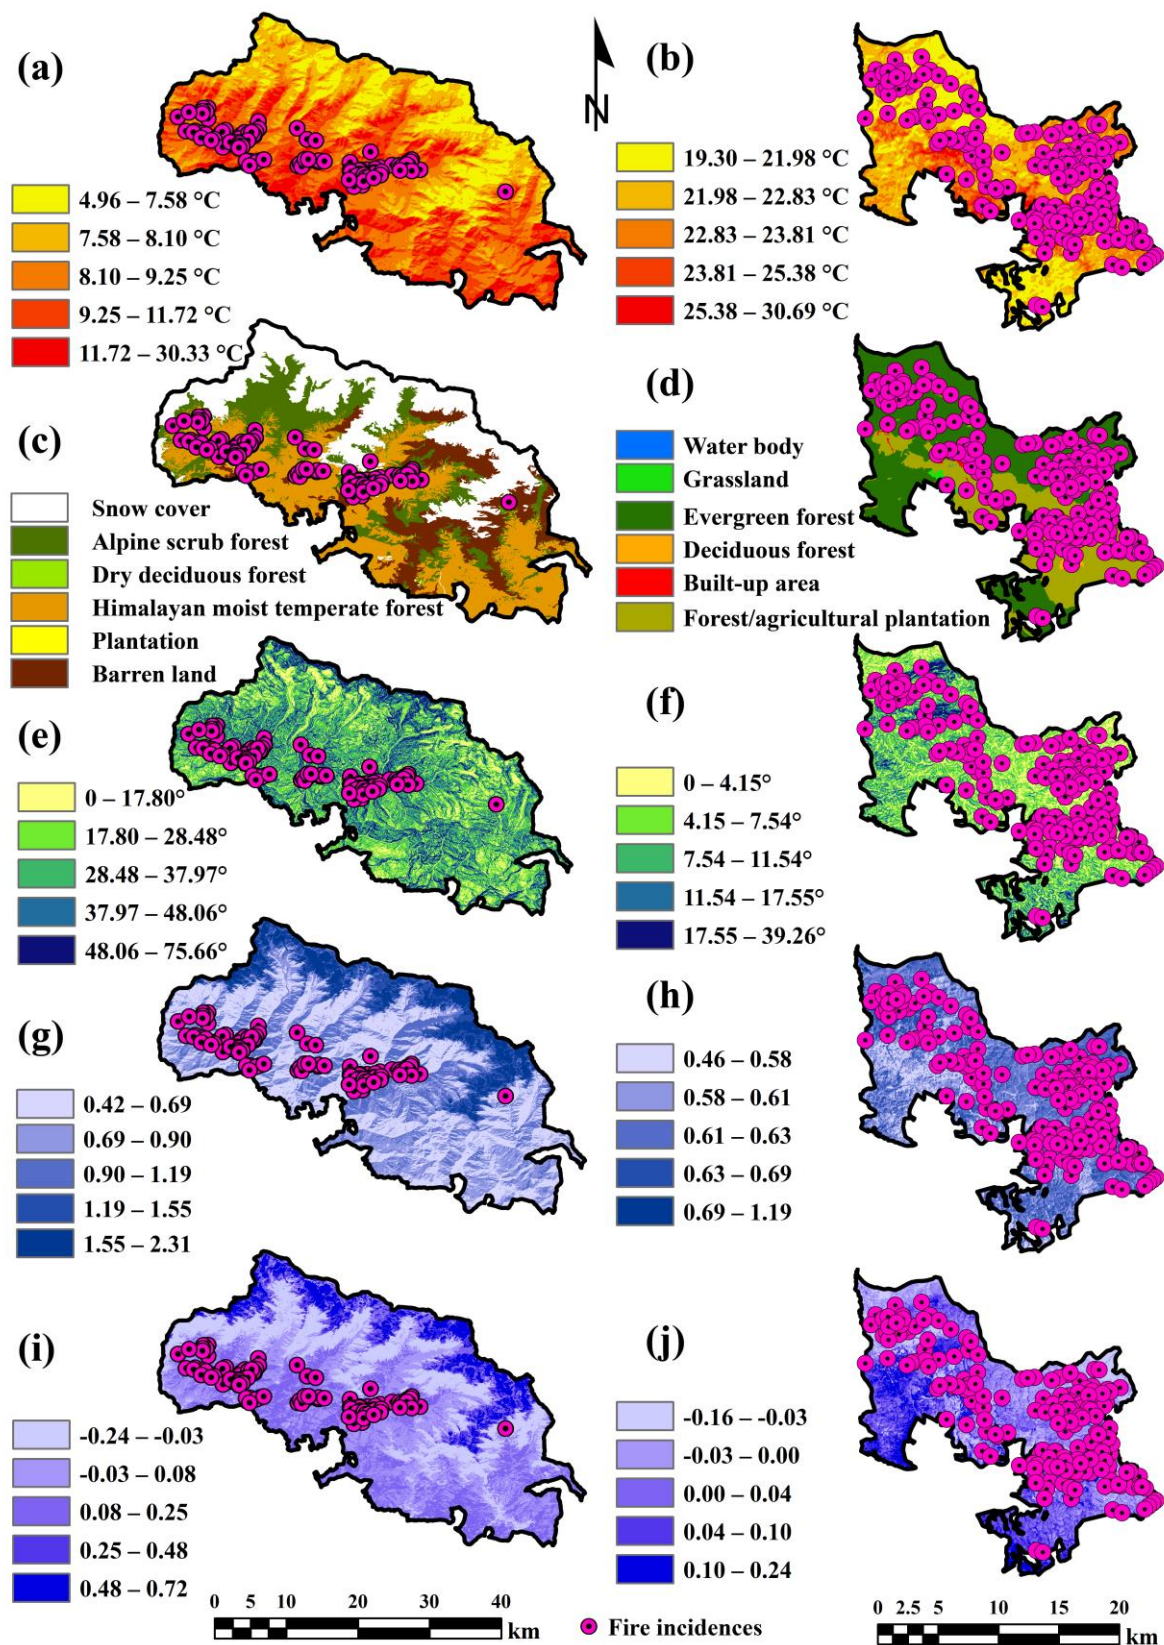 (a)
4.96 – 7.58 °C
7.58 – 8.10 °C
8.10 – 9.25 °C
9.25 – 11.72 °C
11.72 – 30.33 °C
N
(b)
19.30 – 21.98 °C
21.98 – 22.83 °C
22.83 – 23.81 °C
23.81 – 25.38 °C
25.38 – 30.69 °C
(c)
Snow cover
Alpine scrub forest
Dry deciduous forest
Himalayan moist temperate forest
Plantation
Barren land
(d)
Water body
Grassland
Evergreen forest
Deciduous forest
Built-up area
Forest/agricultural plantation
(e)
0 – 17.80°
17.80 – 28.48°
28.48 – 37.97°
37.97 – 48.06°
48.06 – 75.66°
(f)
0 – 4.15°
4.15 – 7.54°
7.54 – 11.54°
11.54 – 17.55°
17.55 – 39.26°
(g)
0.42 – 0.69
0.69 – 0.90
0.90 – 1.19
1.19 – 1.55
1.55 – 2.31
(h)
0.46 – 0.58
0.58 – 0.61
0.61 – 0.63
0.63 – 0.69
0.69 – 1.19
(i)
-0.24 – -0.03
-0.03 – 0.08
0.08 – 0.25
0.25 – 0.48
0.48 – 0.72
(j)
-0.16 – -0.03
-0.03 – 0.00
0.00 – 0.04
0.04 – 0.10
0.10 – 0.24
0 5 10 20 30 40
km
Fire incidences
0 2.5 5 10 15 20
km